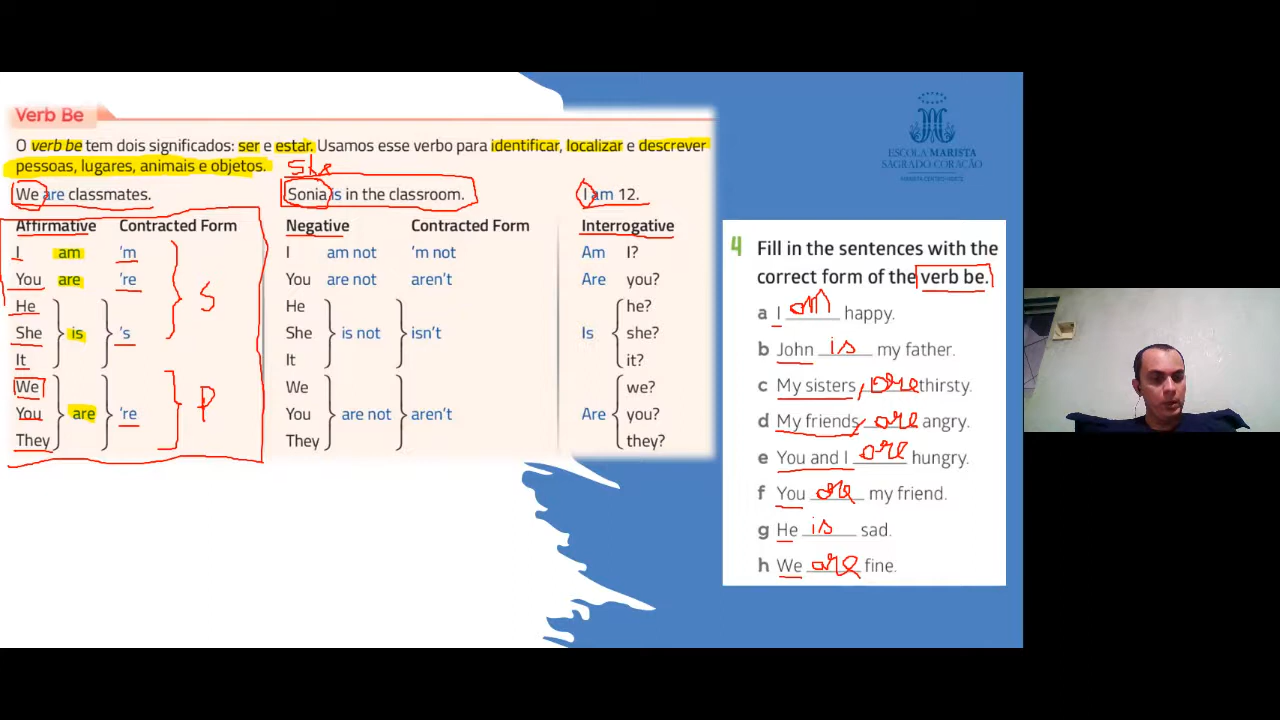 Verb Be
O verbo be tem dois significados: ser e estar. Usamos esse verbo para identificar, localizar e descrever
pessoas, lugares, animais e objetos.
She
We are classmates.
Sonia is in the classroom.
I am 12.
Affirmative Contracted Form
I am 'm
You are 're
He
She is 's
It
S
We
You are 're
They
P
Negative Contracted Form
I am not 'm not
You are not aren't
He
She is not isn't
It
We
You are not aren't
They
Interrogative
Am I?
Are you?
he?
Is she?
it?
we?
Are you?
they?
ESCOLA MARISTA
SAGRADO CORAÇÃO
4 Fill in the sentences with the
correct form of the verb be.
a I am happy.
b John is my father.
c My sisters are thirsty.
d My friends are angry.
e You and I are hungry.
f You are my friend.
g He is sad.
h We are fine.